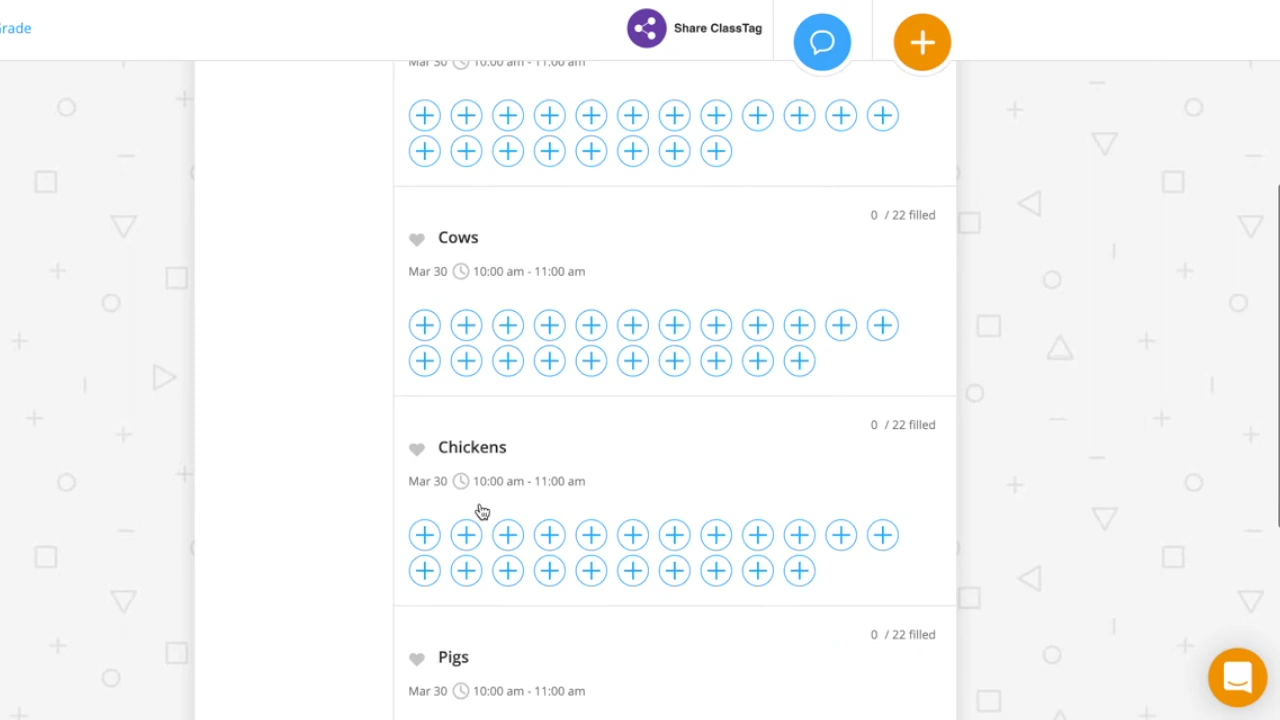 Grade
Share ClassTag
Mar 30 10:00 am - 11:00 am
0 / 22 filled
Cows
Mar 30 10:00 am - 11:00 am
0 / 22 filled
Chickens
Mar 30 10:00 am - 11:00 am
0 / 22 filled
Pigs
Mar 30 10:00 am - 11:00 am